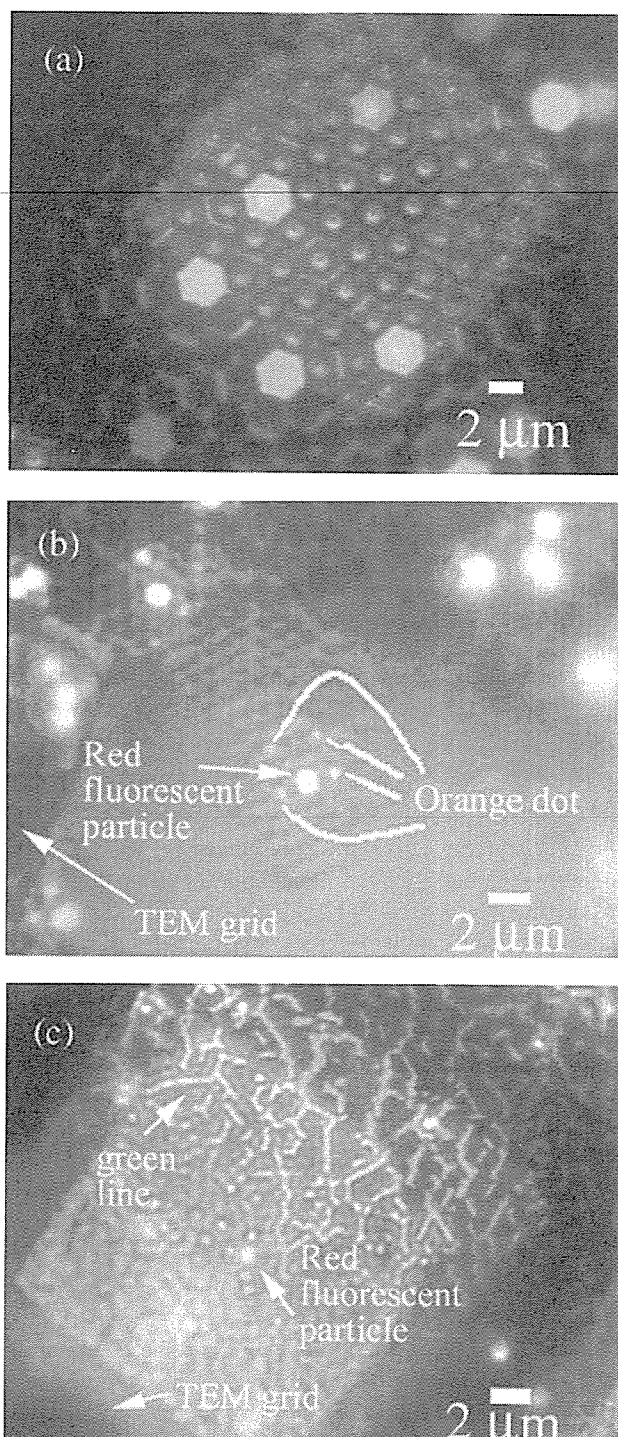 (a)
2 μm
(b)
Red
fluorescent
particle
Orange dot
TEM grid
2 μm
(c)
green
line
Red
fluorescent
particle
TEM grid
2 μm